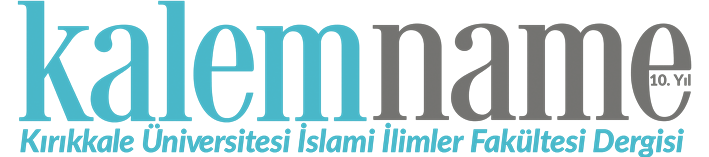 kalemname
10. Yıl
Kırıkkale Üniversitesi İslami İlimler Fakültesi Dergisi